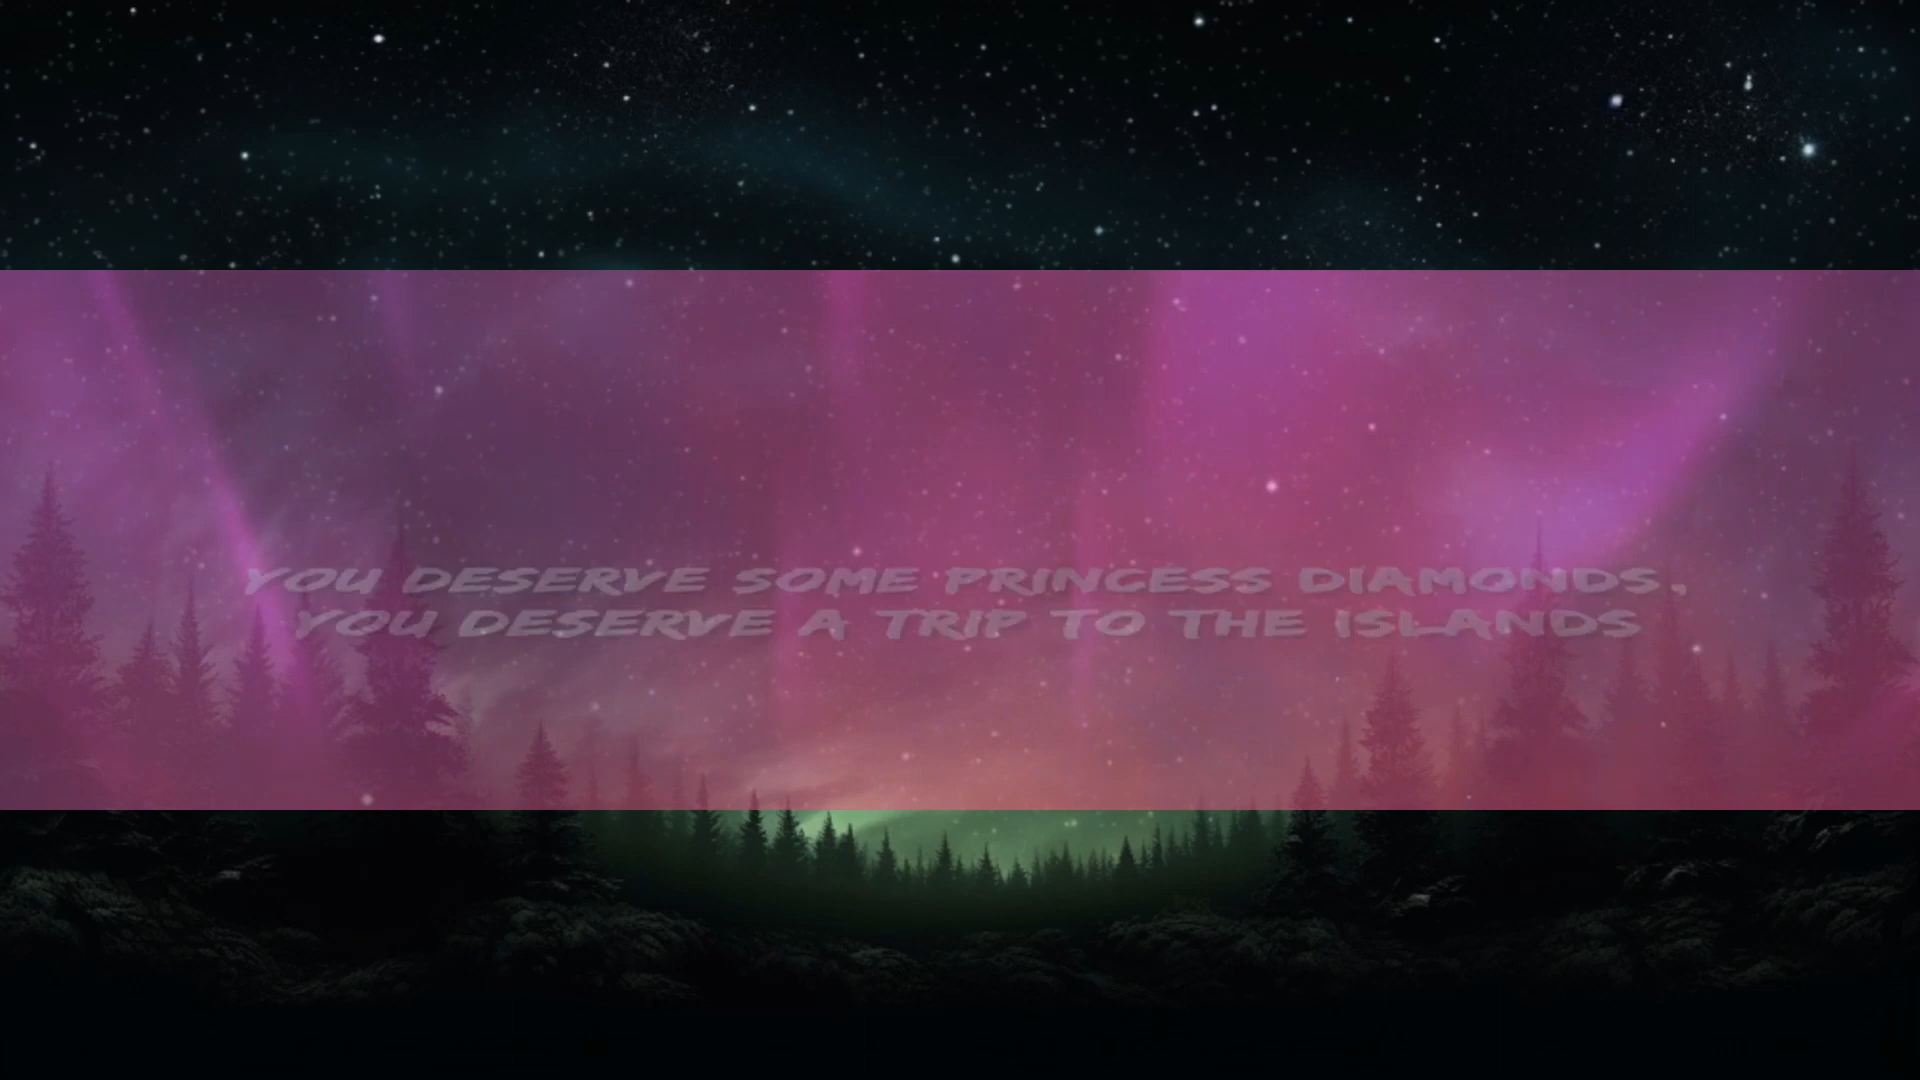 YOU DESERVE SOME PRINCESS DIAMONDS,
YOU DESERVE A TRIP TO THE ISLANDS